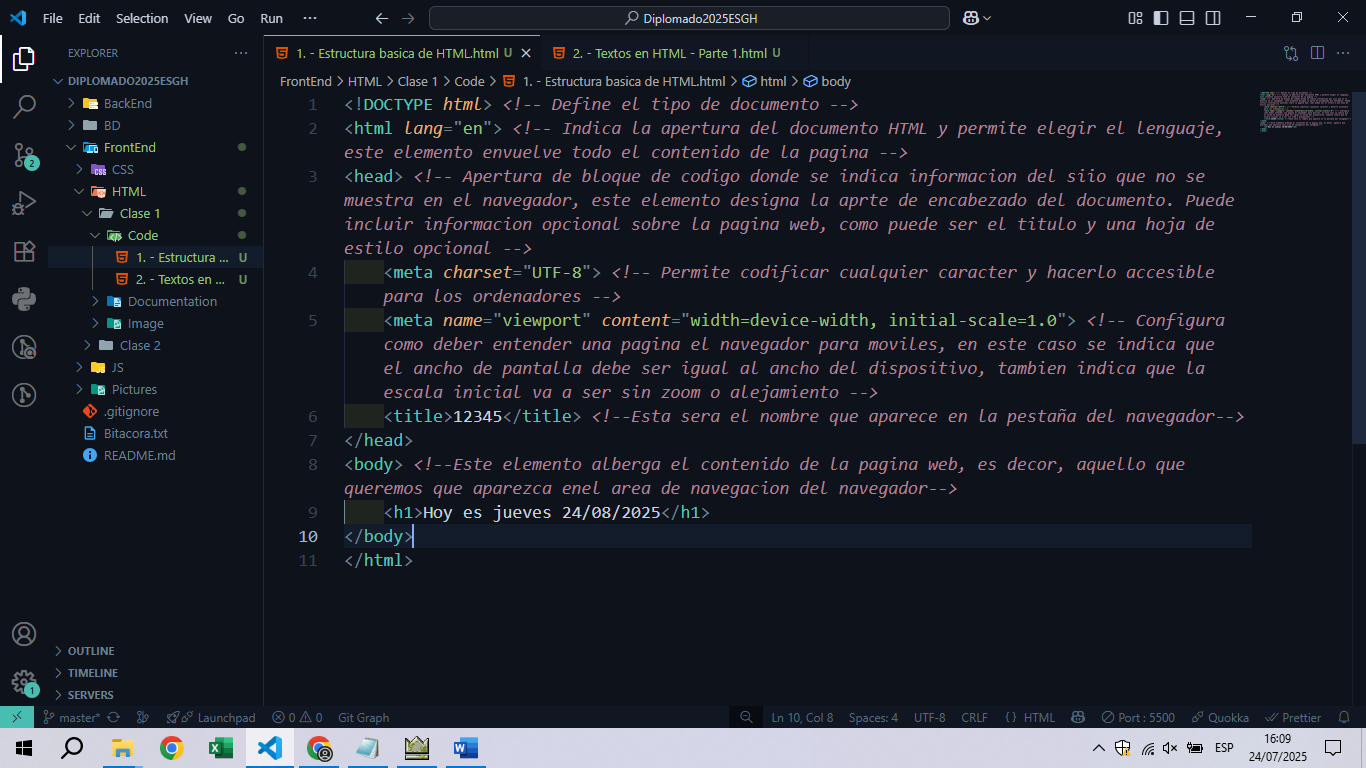 File Edit Selection View Go Run ··· Diplomado2025ESGH
EXPLORER ···
DIPLOMADO2025ESGH
BackEnd
BD
FrontEnd
CSS
HTML
Clase 1
Code
1. - Estructura ... U
2. - Textos en ... U
Documentation
Image
Clase 2
JS
Pictures
.gitignore
Bitacora.txt
README.md
OUTLINE
TIMELINE
SERVERS
2
1
1. - Estructura basica de HTML.html U
2. - Textos en HTML - Parte 1.html U
FrontEnd > HTML > Clase 1 > Code > 1. - Estructura basica de HTML.html > html > body
1 <!DOCTYPE html> <!-- Define el tipo de documento -->
2 <html lang="en"> <!-- Indica la apertura del documento HTML y permite elegir el lenguaje,
este elemento envuelve todo el contenido de la pagina -->
3 <head> <!-- Apertura de bloque de codigo donde se indica informacion del siio que no se
muestra en el navegador, este elemento designa la aprte de encabezado del documento. Puede
incluir informacion opcional sobre la pagina web, como puede ser el titulo y una hoja de
estilo opcional -->
4 <meta charset="UTF-8"> <!-- Permite codificar cualquier caracter y hacerlo accesible
para los ordenadores -->
5 <meta name="viewport" content="width=device-width, initial-scale=1.0"> <!-- Configura
como deber entender una pagina el navegador para moviles, en este caso se indica que
el ancho de pantalla debe ser igual al ancho del dispositivo, tambien indica que la
escala inicial va a ser sin zoom o alejamiento -->
6 <title>12345</title> <!--Esta sera el nombre que aparece en la pestaña del navegador-->
7 </head>
8 <body> <!--Este elemento alberga el contenido de la pagina web, es decor, aquello que
queremos que aparezca enel area de navegacion del navegador-->
9 <h1>Hoy es jueves 24/08/2025</h1>
10 </body>
11 </html>
master* Launchpad 0 0 Git Graph Ln 10, Col 8 Spaces: 4 UTF-8 CRLF {} HTML Port : 5500 Quokka Prettier
ESP
16:09
24/07/2025